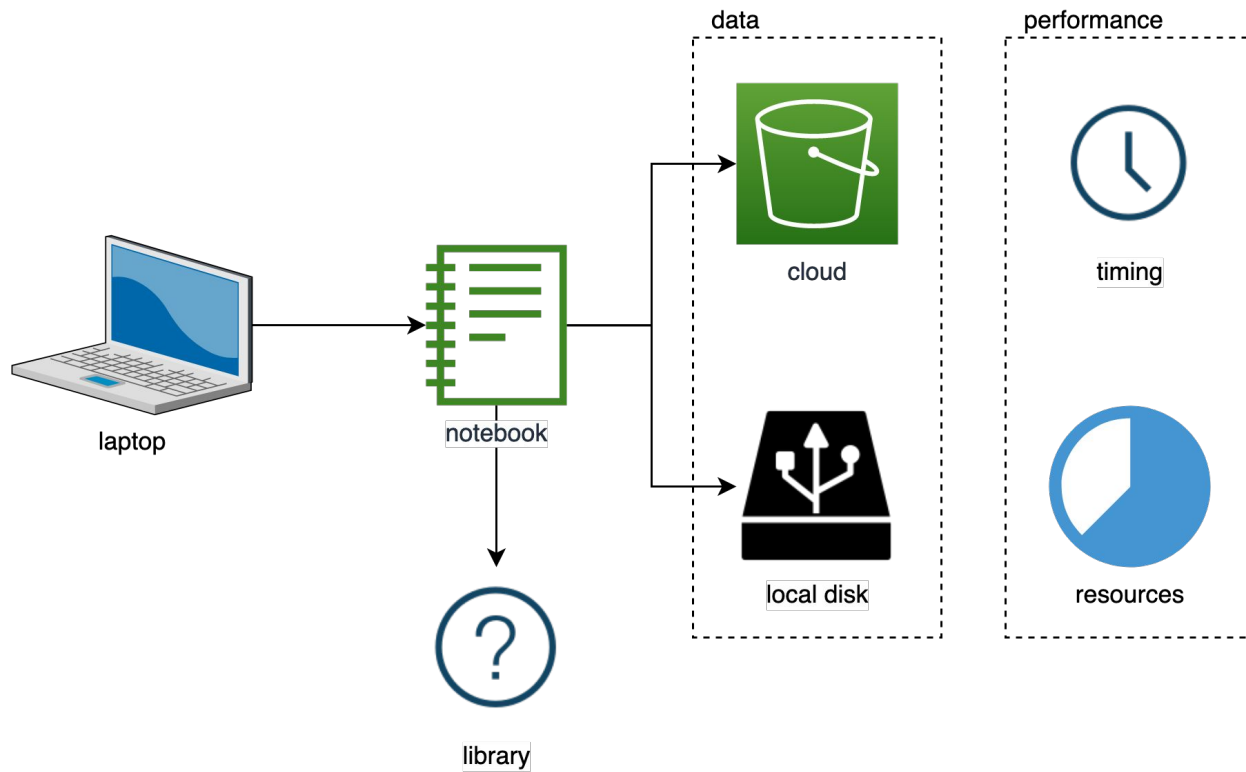 data
performance
cloud
timing
laptop
notebook
?
local disk
resources
library